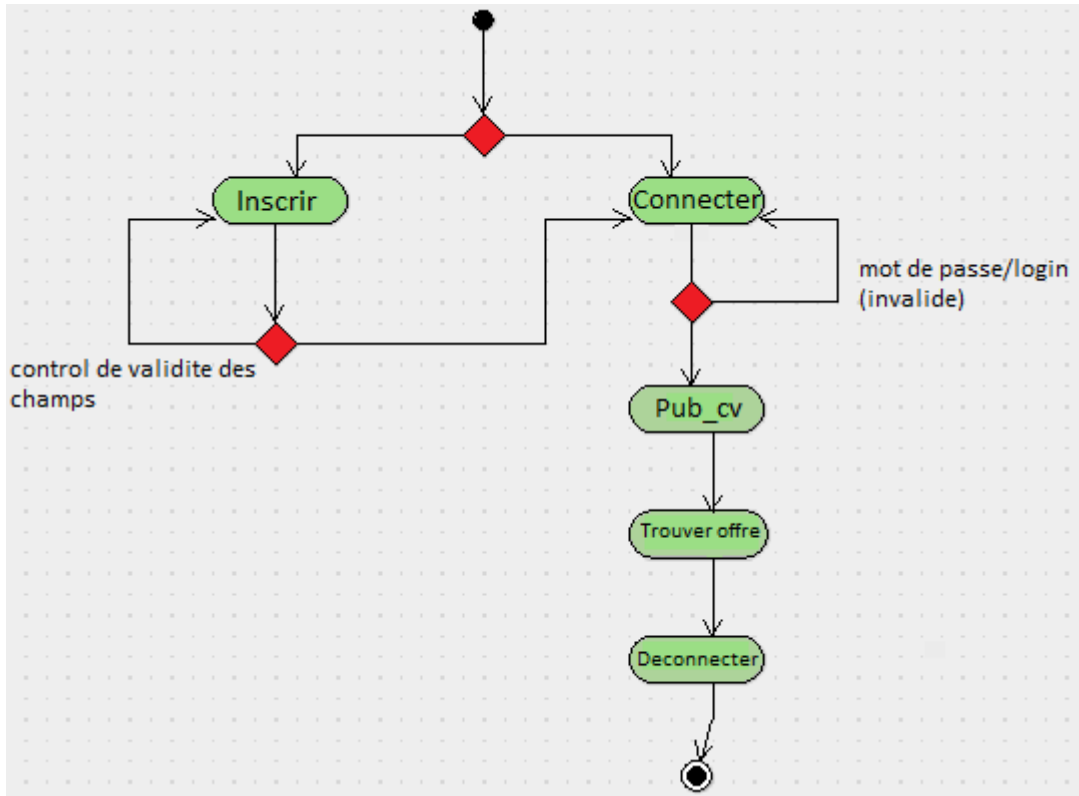 Inscrir
Connecter
mot de passe/login
(invalide)
control de validite des
champs
Pub_cv
Trouver offre
Deconnecter